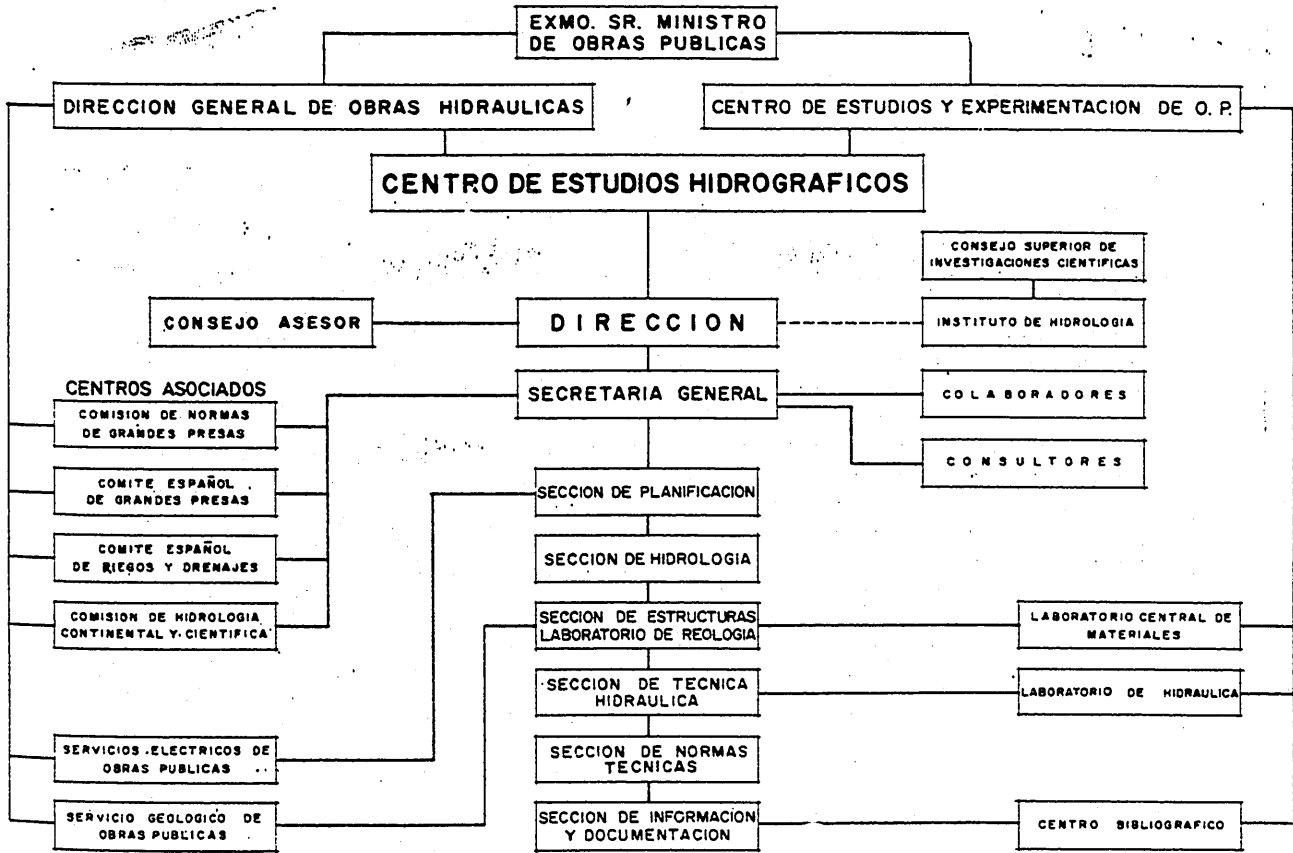 EXMO. SR. MINISTRO
DE OBRAS PUBLICAS
DIRECCION GENERAL DE OBRAS HIDRAULICAS
CENTRO DE ESTUDIOS Y EXPERIMENTACION DE O. P.
CENTRO DE ESTUDIOS HIDROGRAFICOS
CONSEJO SUPERIOR DE
INVESTIGACIONES CIENTIFICAS
CONSEJO ASESOR
DIRECCION
INSTITUTO DE HIDROLOGIA
CENTROS ASOCIADOS
SECRETARIA GENERAL
COLABORADORES
COMISION DE NORMAS
DE GRANDES PRESAS
CONSULTORES
COMITE ESPAÑOL
DE GRANDES PRESAS
SECCION DE PLANIFICACION
COMITE ESPAÑOL
DE RIEGOS Y DRENAJES
SECCION DE HIDROLOGIA
COMISION DE HIDROLOGIA
CONTINENTAL Y CIENTIFICA
SECCION DE ESTRUCTURAS
LABORATORIO DE REOLOGIA
LABORATORIO CENTRAL DE
MATERIALES
SECCION DE TECNICA
HIDRAULICA
LABORATORIO DE HIDRAULICA
SERVICIOS ELECTRICOS DE
OBRAS PUBLICAS
SECCION DE NORMAS
TECNICAS
SERVICIO GEOLOGICO DE
OBRAS PUBLICAS
SECCION DE INFORMACION
Y DOCUMENTACION
CENTRO BIBLIOGRAFICO